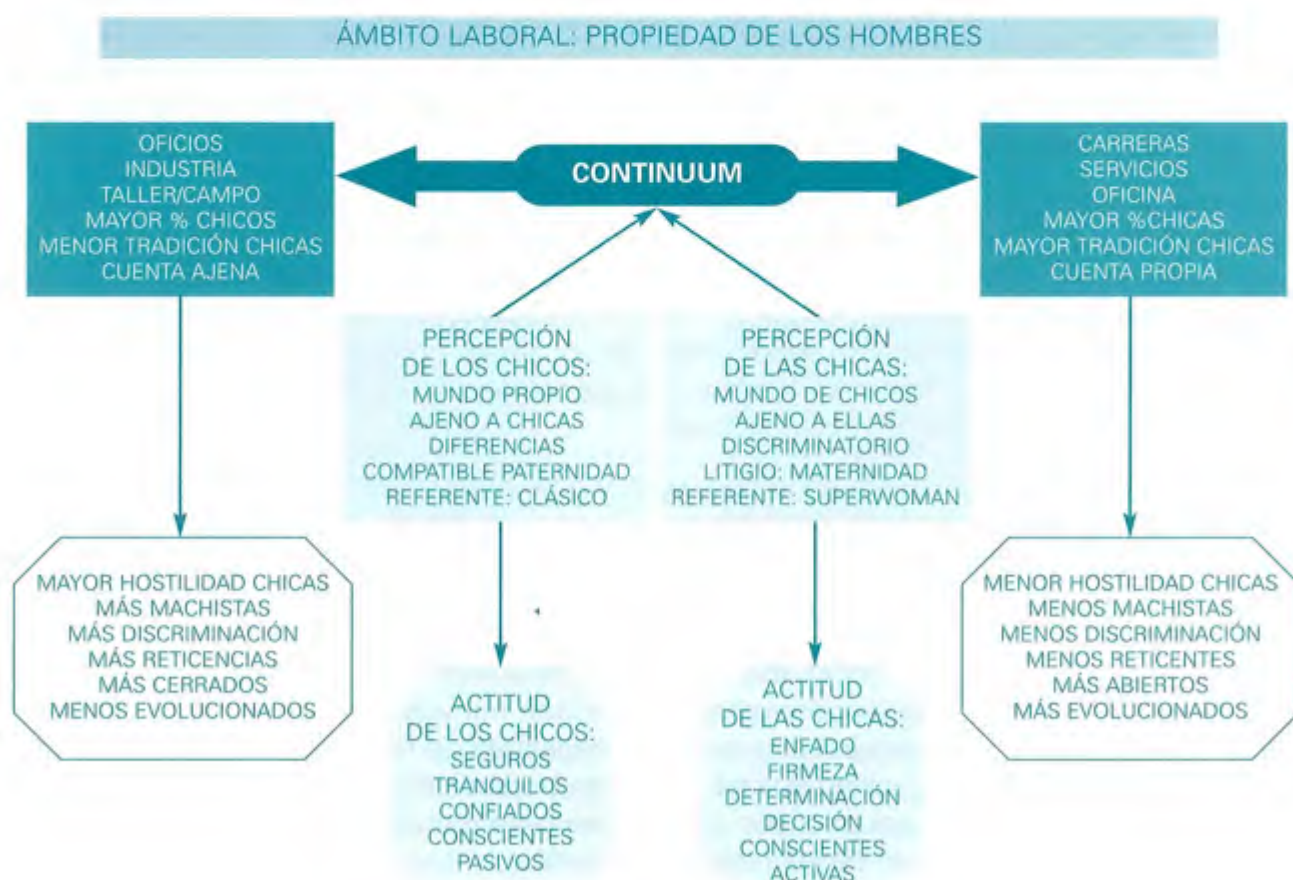 ÁMBITO LABORAL: PROPIEDAD DE LOS HOMBRES
OFICIOS
INDUSTRIA
TALLER/CAMPO
MAYOR % CHICOS
MENOR TRADICIÓN CHICAS
CUENTA AJENA
CONTINUUM
CARRERAS
SERVICIOS
OFICINA
MAYOR %CHICAS
MAYOR TRADICIÓN CHICAS
CUENTA PROPIA
PERCEPCIÓN
DE LOS CHICOS:
MUNDO PROPIO
AJENO A CHICAS
DIFERENCIAS
COMPATIBLE PATERNIDAD
REFERENTE: CLÁSICO
PERCEPCIÓN
DE LAS CHICAS:
MUNDO DE CHICOS
AJENO A ELLAS
DISCRIMINATORIO
LITIGIO: MATERNIDAD
REFERENTE: SUPERWOMAN
MAYOR HOSTILIDAD CHICAS
MÁS MACHISTAS
MÁS DISCRIMINACIÓN
MÁS RETICENCIAS
MÁS CERRADOS
MENOS EVOLUCIONADOS
ACTITUD
DE LOS CHICOS:
SEGUROS
TRANQUILOS
CONFIADOS
CONSCIENTES
PASIVOS
ACTITUD
DE LAS CHICAS:
ENFADO
FIRMEZA
DETERMINACIÓN
DECISIÓN
CONSCIENTES
ACTIVAS
MENOR HOSTILIDAD CHICAS
MENOS MACHISTAS
MENOS DISCRIMINACIÓN
MENOS RETICENTES
MÁS ABIERTOS
MÁS EVOLUCIONADOS